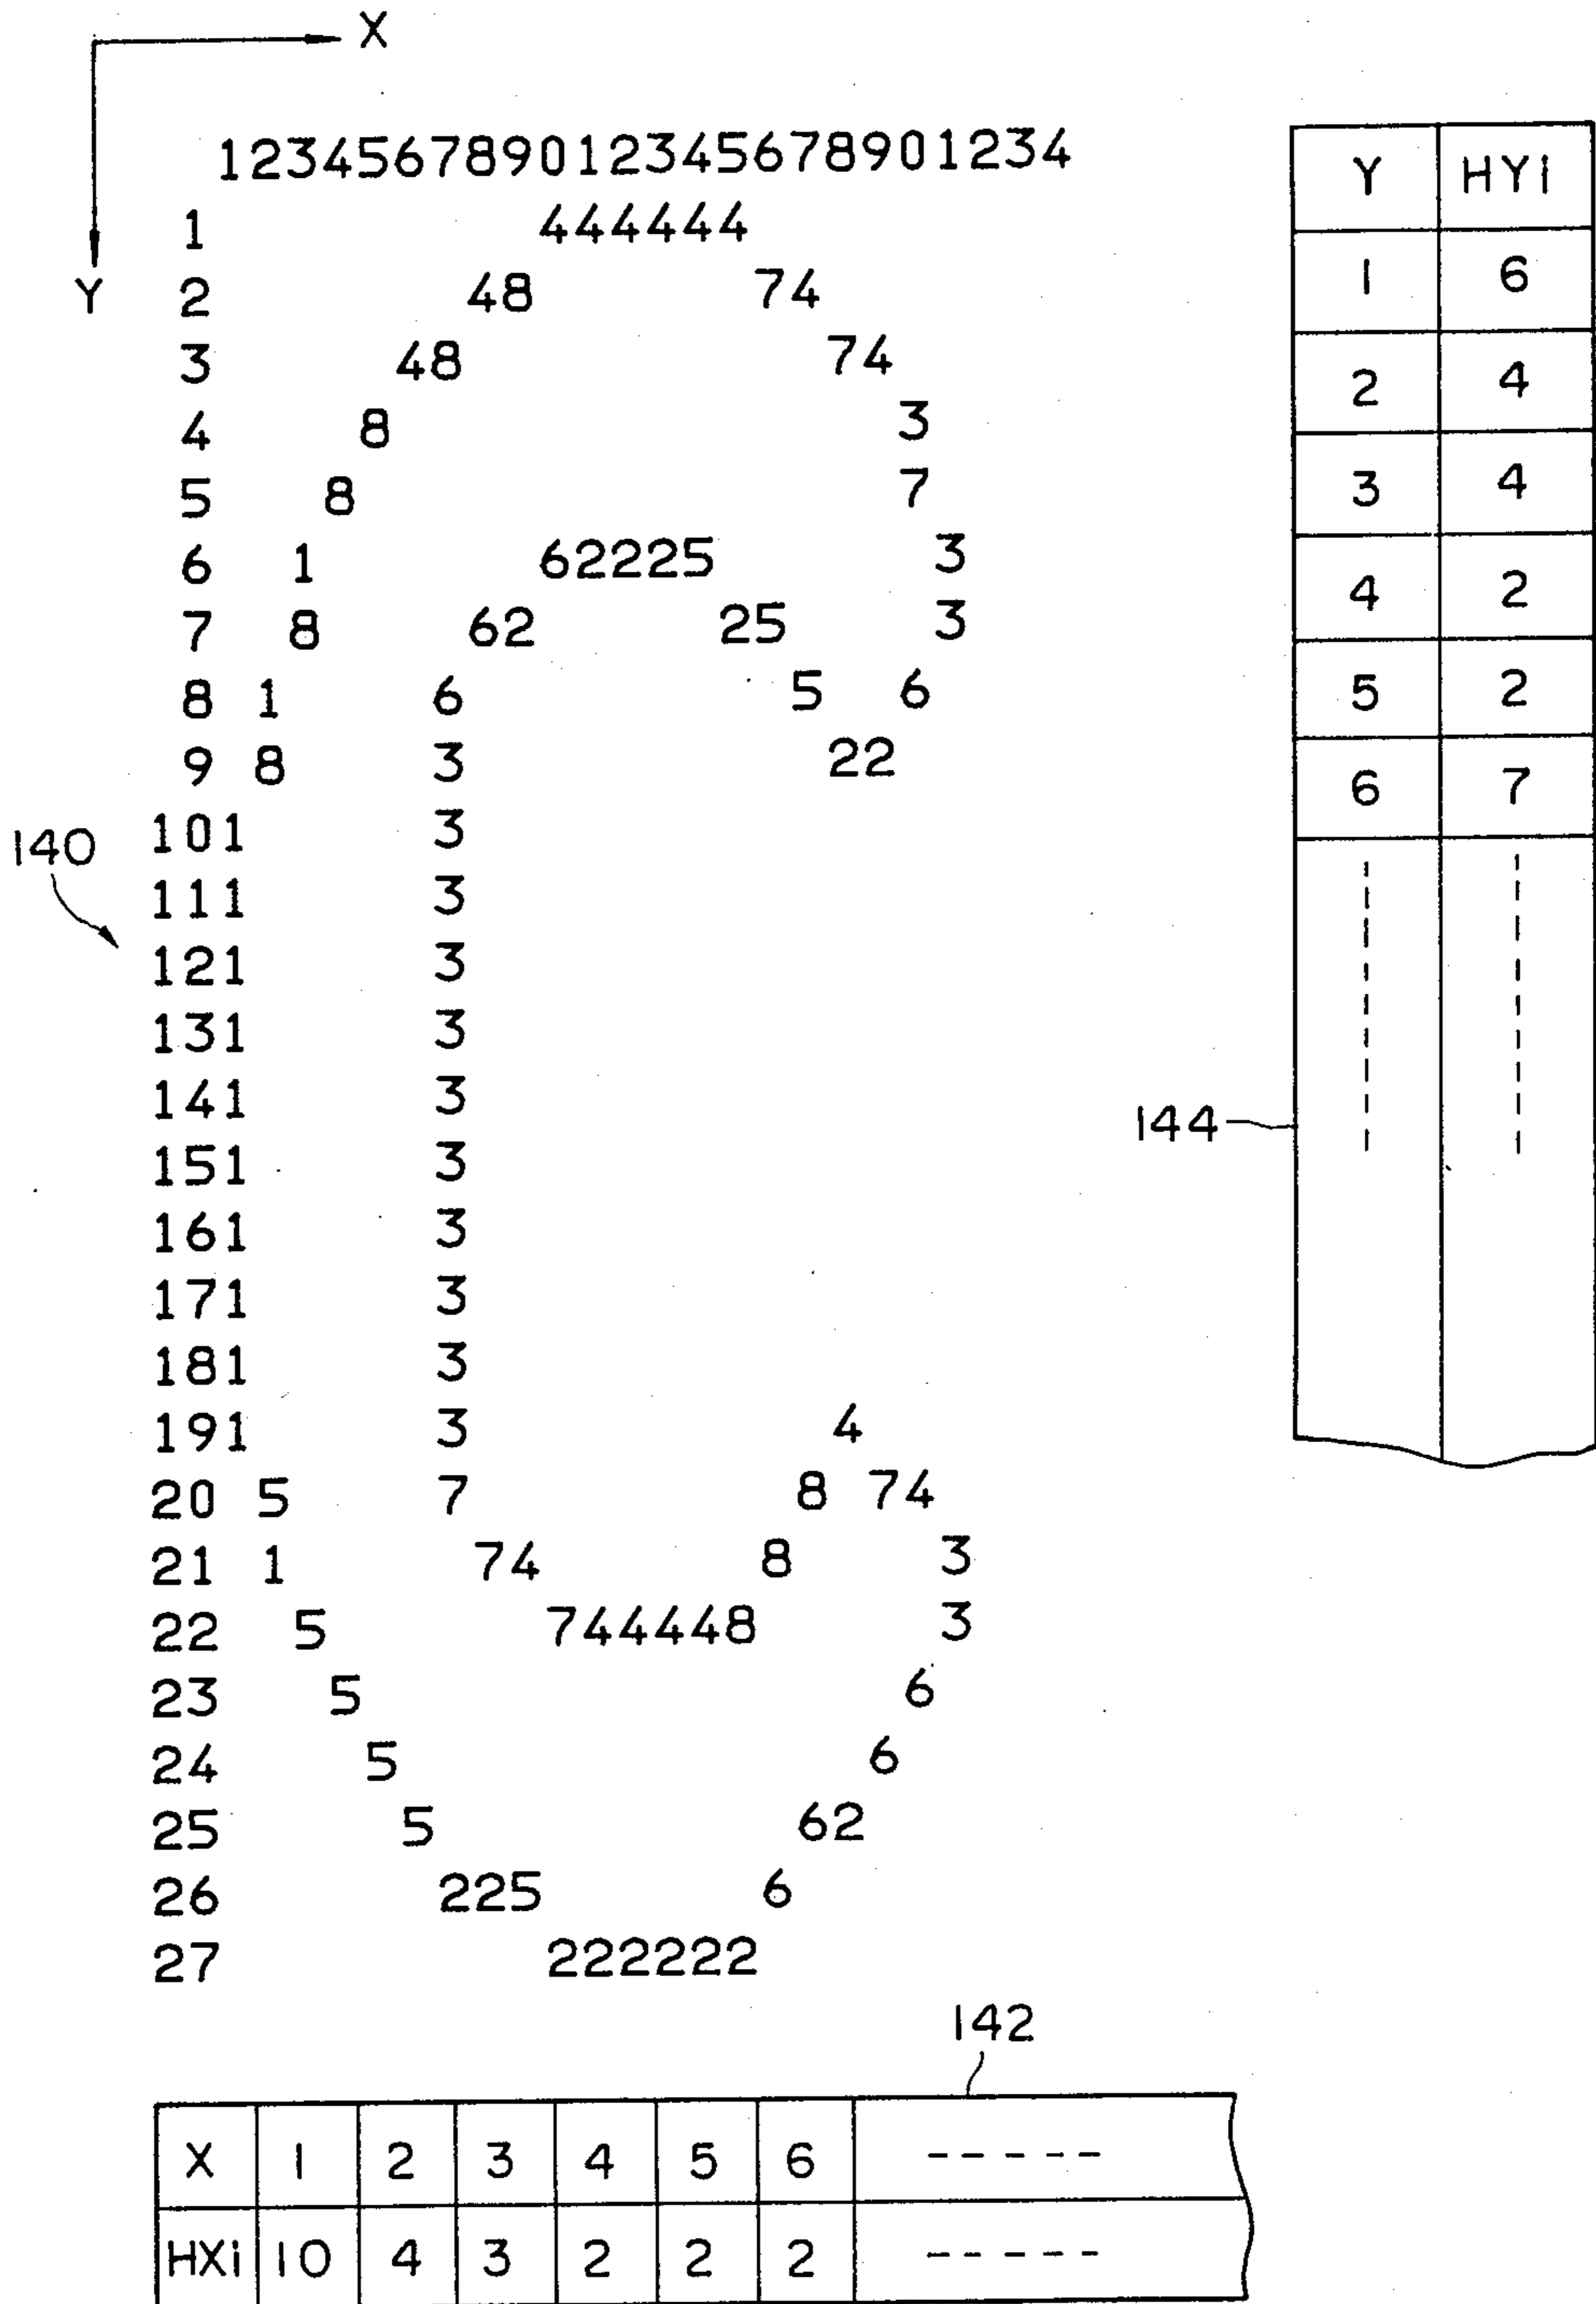 X
Y
123456789012345678901234
1 444444
2 48 74
3 48 74
4 8 3
5 8 7
6 1 62225 3
7 8 62 25 3
8 1 6 5 6
9 8 3 22
101 3
111 3
121 3
131 3
141 3
151 3
161 3
171 3
181 3
191 3 4
20 5 7 8 74
21 1 74 8 3
22 5 744448 3
23 5 6
24 5 6
25 5 62
26 225 6
27 222222
140
Y HYi
1 6
2 4
3 4
4 2
5 2
6 7
144
142
X 1 2 3 4 5 6 -----
HXi 10 4 3 2 2 2 -----